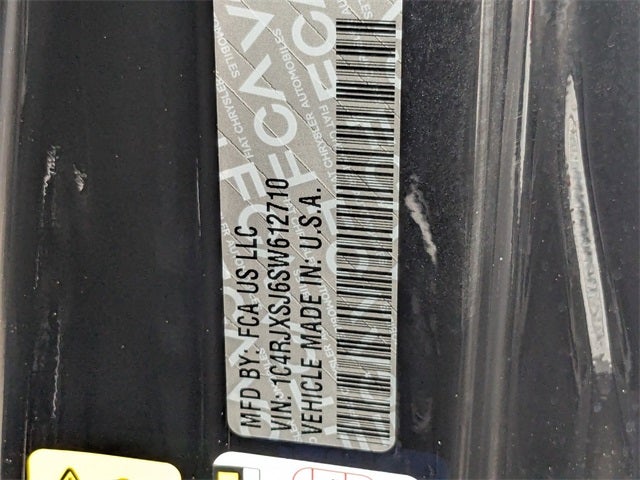 MFD BY: FCA US LLC
VIN: 1C4RJXSJ6SW612710
VEHICLE MADE IN: U.S.A.